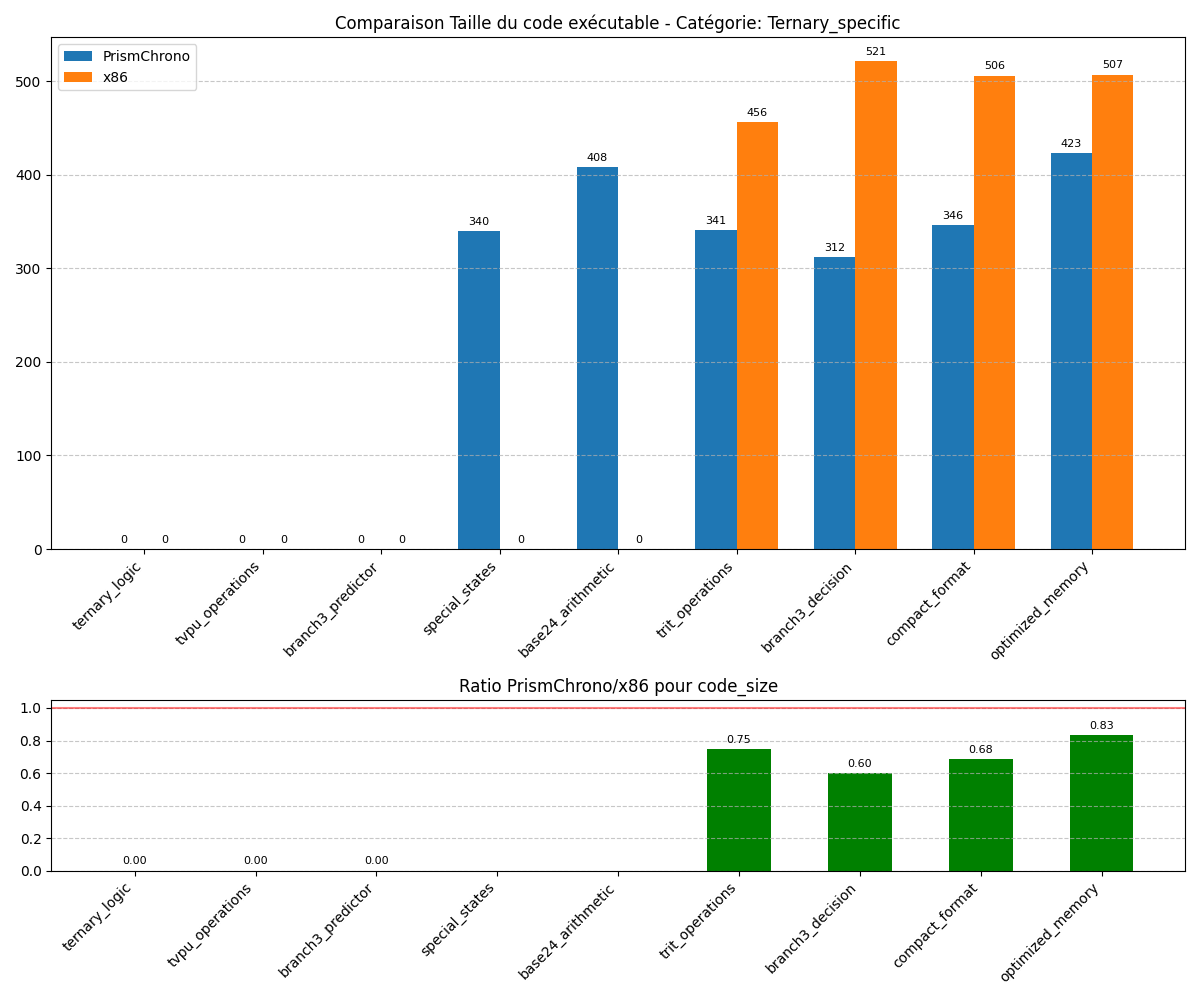 Comparaison Taille du code exécutable - Catégorie: Ternary_specific
PrismChrono
x86
500
400
300
200
100
0
0 0 0 0 0 0 340 0 408 0 341 456 312 521 346 506 423 507
ternary_logic
tvpu_operations
branch3_predictor
special_states
base24_arithmetic
trit_operations
branch3_decision
compact_format
optimized_memory
Ratio PrismChrono/x86 pour code_size
1.0
0.8
0.6
0.4
0.2
0.0
0.00 0.00 0.00 0.75 0.60 0.68 0.83
ternary_logic
tvpu_operations
branch3_predictor
special_states
base24_arithmetic
trit_operations
branch3_decision
compact_format
optimized_memory